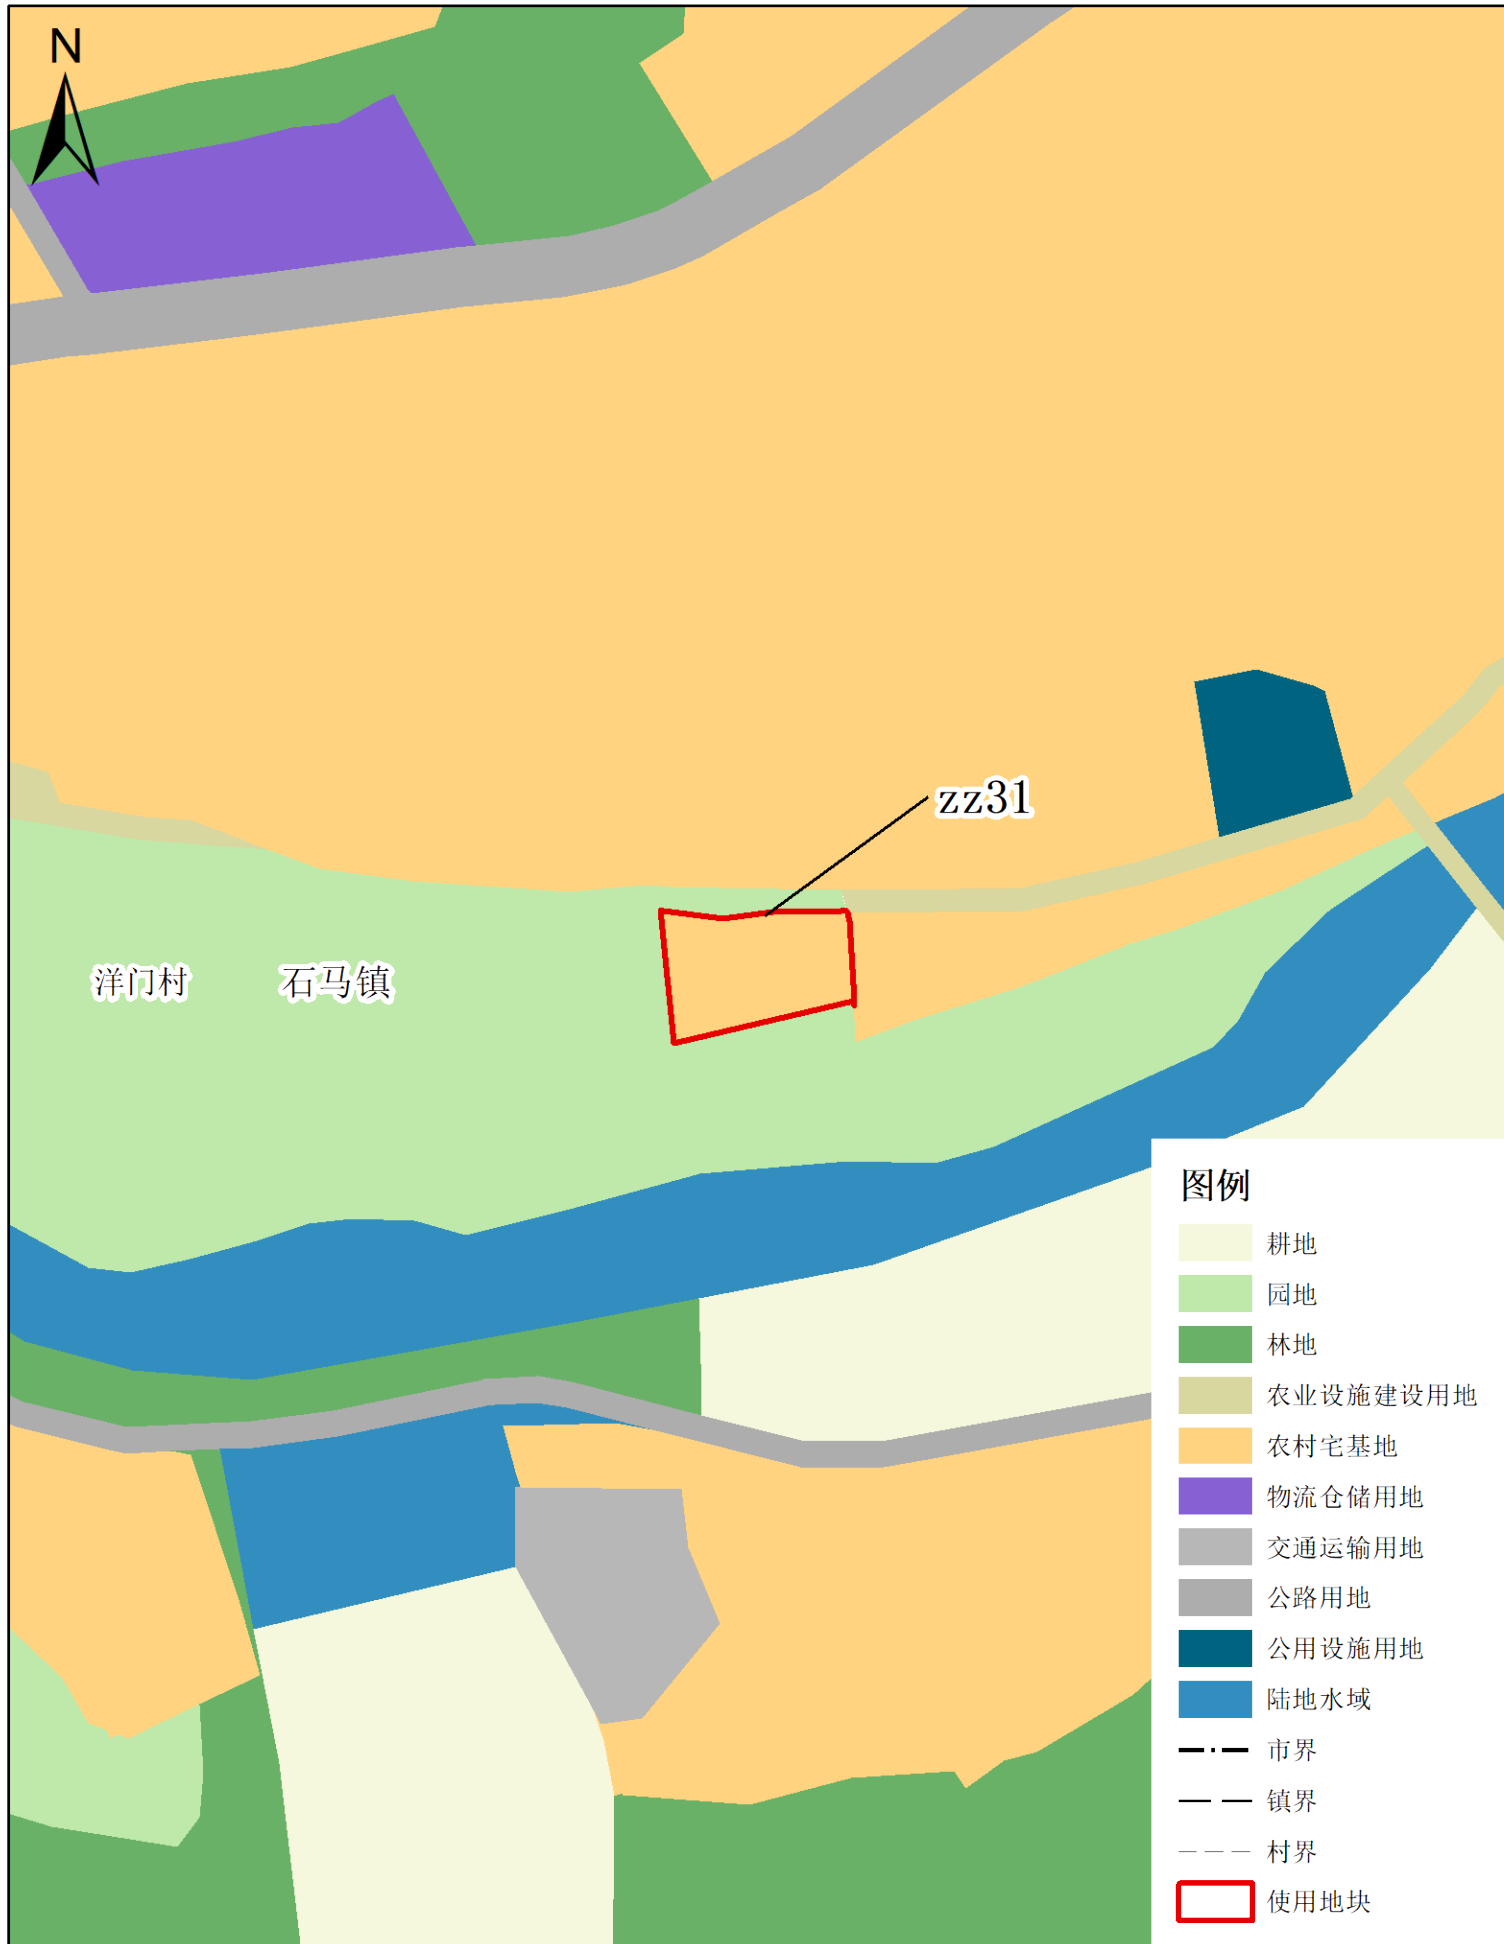 N
zz31
洋门村
石马镇
图例
耕地
园地
林地
农业设施建设用地
农村宅基地
物流仓储用地
交通运输用地
公路用地
公用设施用地
陆地水域
市界
镇界
村界
使用地块